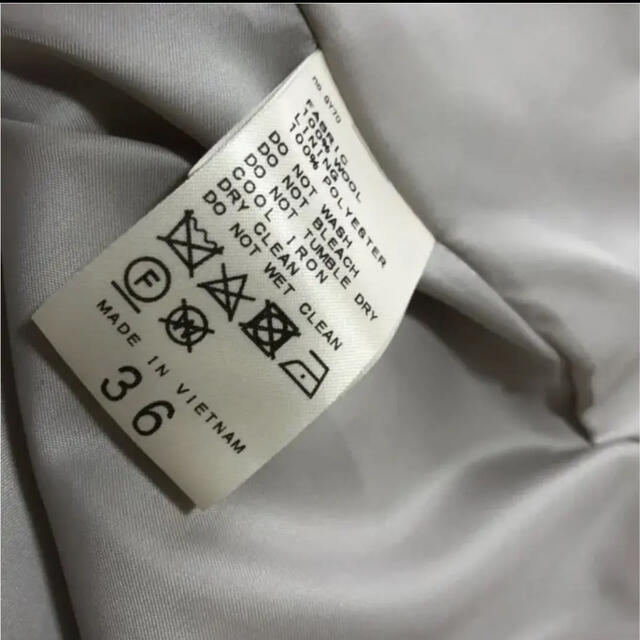 FABRIC
100% WOOL
LINING
100% POLYESTER
DO NOT WASH
DO NOT BLEACH
DO NOT TUMBLE DRY
COOL IRON
DRY CLEAN
DO NOT WET CLEAN
F
W
MADE IN VIETNAM
36